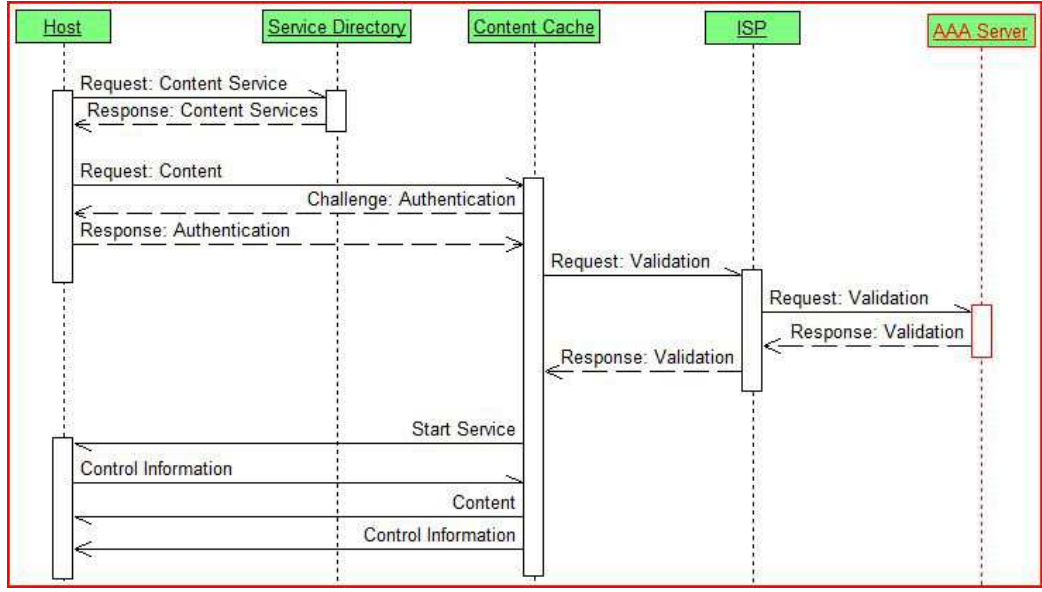 Host
Service Directory
Content Cache
ISP
AAA Server
Request: Content Service
Response: Content Services
Request: Content
Challenge: Authentication
Response: Authentication
Request: Validation
Request: Validation
Response: Validation
Response: Validation
Start Service
Control Information
Content
Control Information